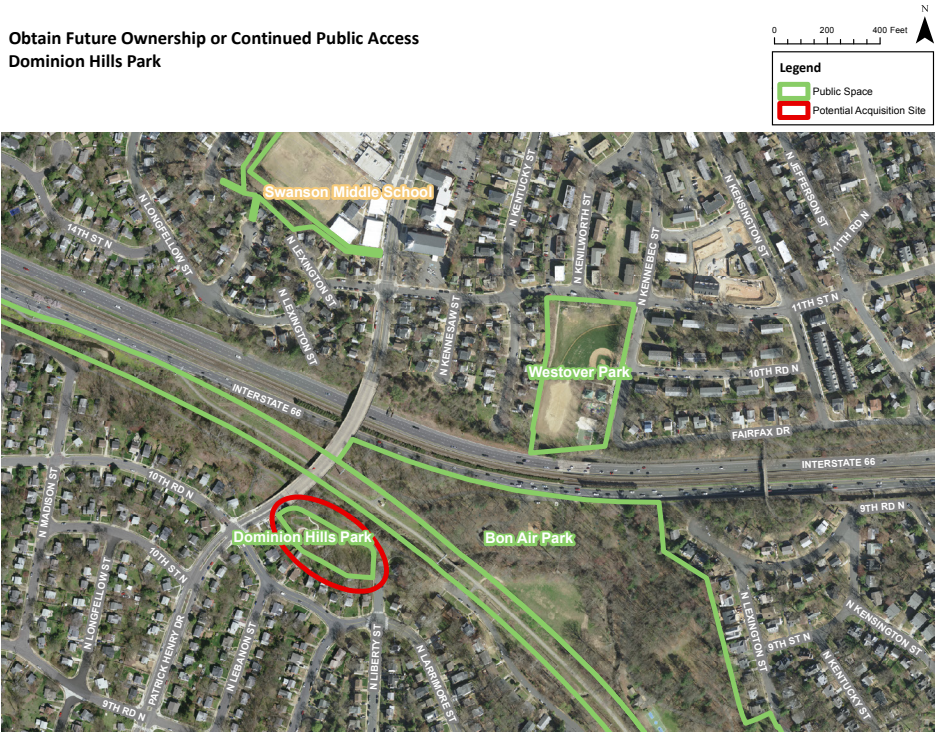 Obtain Future Ownership or Continued Public Access
Dominion Hills Park
N
0 200 400 Feet
Legend
Public Space
Potential Acquisition Site
Swanson Middle School
N LONGFELLOW ST
14TH ST N
N LEXINGTON ST
N LEXINGTON ST
N KENTUCKY ST
N KENILWORTH ST
N KENNEBEC ST
N KENSINGTON ST
N JEFFERSON ST
11TH RD N
11TH ST N
N KENNESAW ST
Westover Park
10TH RD N
FAIRFAX DR
INTERSTATE 66
INTERSTATE 66
N MADISON ST
10TH RD N
Dominion Hills Park
Bon Air Park
9TH RD N
10TH ST N
N LONGFELLOW ST
PATRICK HENRY DR
N LEBANON ST
N LIBERTY ST
N LARRIMORE ST
N LEXINGTON ST
9TH ST N
N KENSINGTON ST
N KENTUCKY ST
9TH RD N